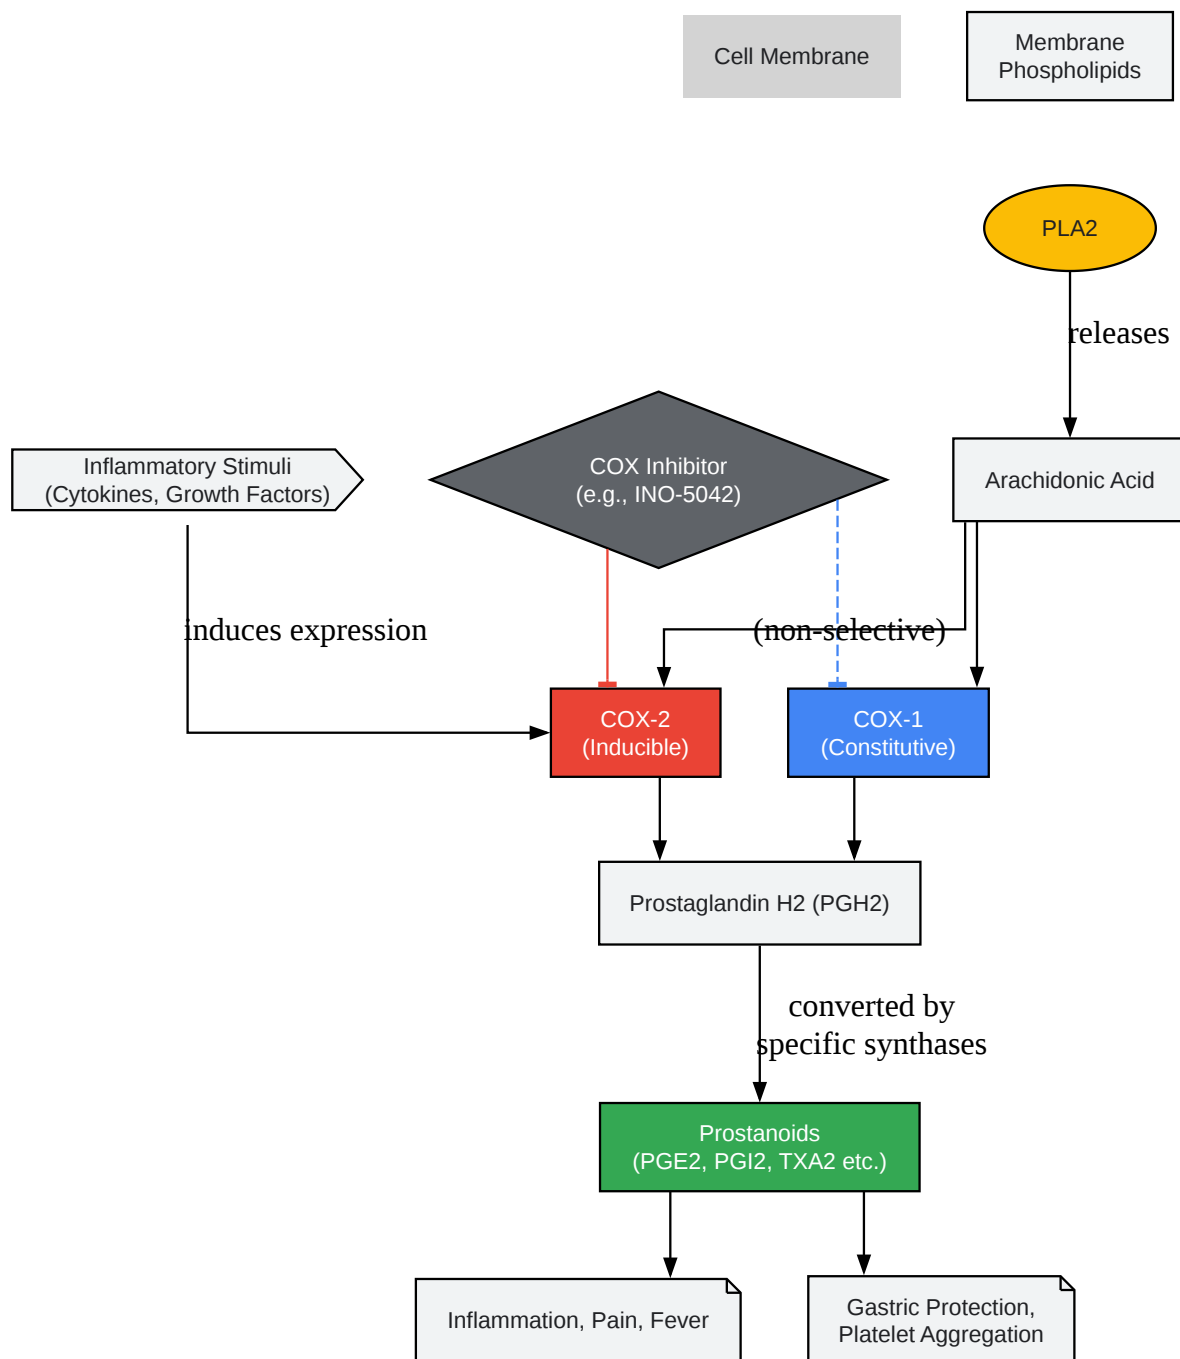 Cell Membrane
Membrane
Phospholipids
PLA2
releases
Inflammatory Stimuli
(Cytokines, Growth Factors)
COX Inhibitor
(e.g., INO-5042)
Arachidonic Acid
induces expression
(non-selective)
COX-2
(Inducible)
COX-1
(Constitutive)
Prostaglandin H2 (PGH2)
converted by
specific synthases
Prostanoids
(PGE2, PGI2, TXA2 etc.)
Inflammation, Pain, Fever
Gastric Protection,
Platelet Aggregation